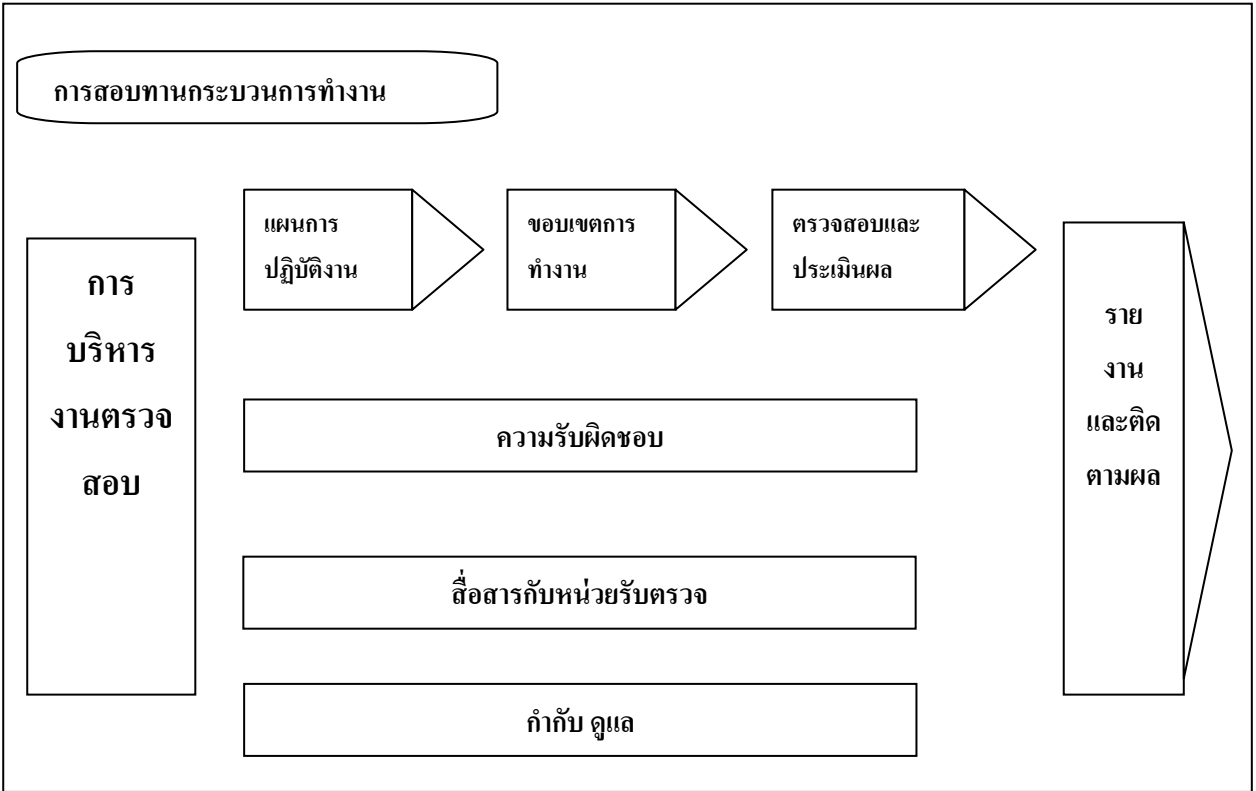 การสอบทานกระบวนการทำงาน
การ
บริหาร
งานตรวจ
สอบ
แผนการ
ปฏิบัติงาน
ขอบเขตการ
ทำงาน
ตรวจสอบและ
ประเมินผล
ความรับผิดชอบ
สื่อสารกับหน่วยรับตรวจ
กำกับ ดูแล
ราย
งาน
และติด
ตามผล